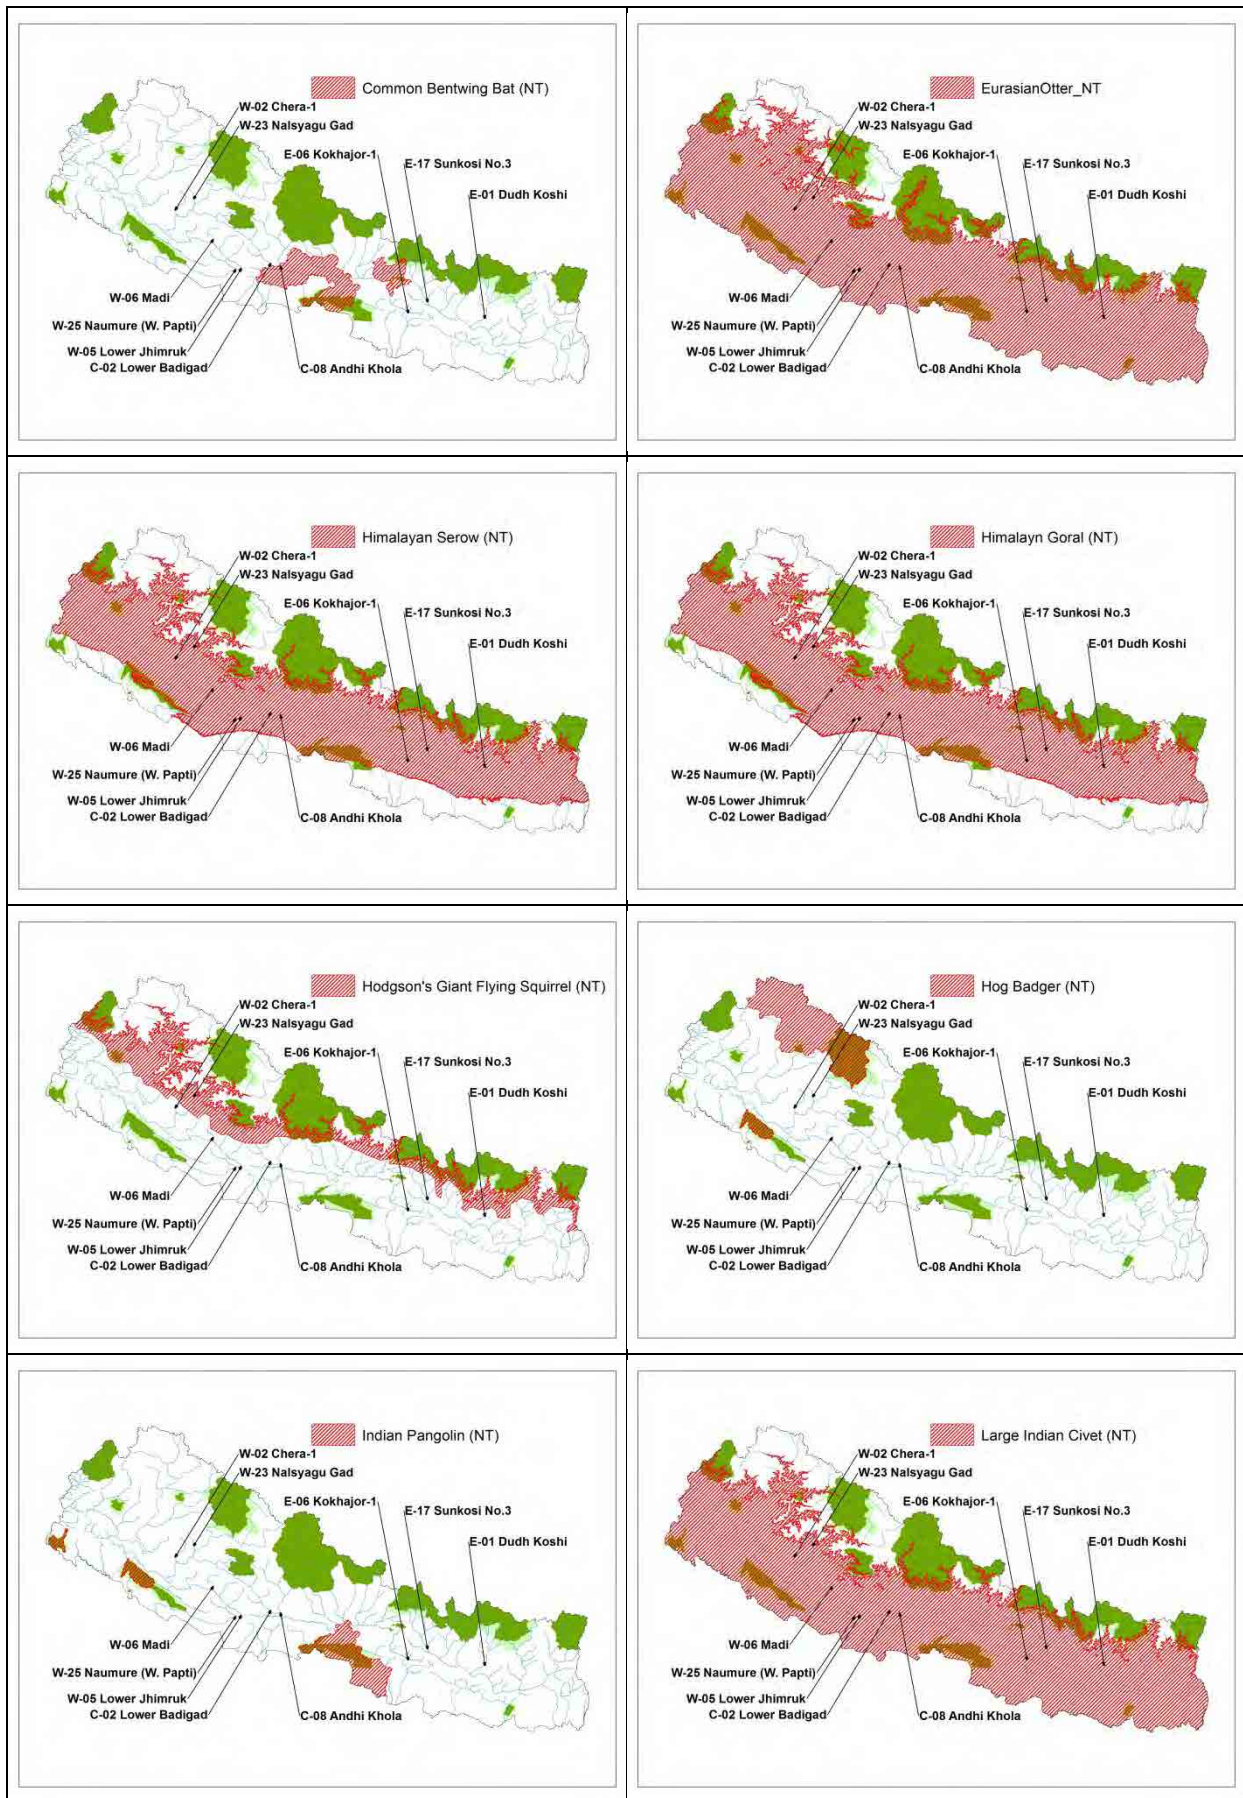 Common Bentwing Bat (NT)
W-02 Chera-1
W-23 Nalsyagu Gad
E-06 Kokhajor-1
E-17 Sunkosi No.3
E-01 Dudh Koshi
W-06 Madi
W-25 Naumure (W. Papti)
W-05 Lower Jhimruk
C-02 Lower Badigad
C-08 Andhi Khola
EurasianOtter_NT
W-02 Chera-1
W-23 Nalsyagu Gad
E-06 Kokhajor-1
E-17 Sunkosi No.3
E-01 Dudh Koshi
W-06 Madi
W-25 Naumure (W. Papti)
W-05 Lower Jhimruk
C-02 Lower Badigad
C-08 Andhi Khola
Himalayan Serow (NT)
W-02 Chera-1
W-23 Nalsyagu Gad
E-06 Kokhajor-1
E-17 Sunkosi No.3
E-01 Dudh Koshi
W-06 Madi
W-25 Naumure (W. Papti)
W-05 Lower Jhimruk
C-02 Lower Badigad
C-08 Andhi Khola
Himalayn Goral (NT)
W-02 Chera-1
W-23 Nalsyagu Gad
E-06 Kokhajor-1
E-17 Sunkosi No.3
E-01 Dudh Koshi
W-06 Madi
W-25 Naumure (W. Papti)
W-05 Lower Jhimruk
C-02 Lower Badigad
C-08 Andhi Khola
Hodgson's Giant Flying Squirrel (NT)
W-02 Chera-1
W-23 Nalsyagu Gad
E-06 Kokhajor-1
E-17 Sunkosi No.3
E-01 Dudh Koshi
W-06 Madi
W-25 Naumure (W. Papti)
W-05 Lower Jhimruk
C-02 Lower Badigad
C-08 Andhi Khola
Hog Badger (NT)
W-02 Chera-1
W-23 Nalsyagu Gad
E-06 Kokhajor-1
E-17 Sunkosi No.3
E-01 Dudh Koshi
W-06 Madi
W-25 Naumure (W. Papti)
W-05 Lower Jhimruk
C-02 Lower Badigad
C-08 Andhi Khola
Indian Pangolin (NT)
W-02 Chera-1
W-23 Nalsyagu Gad
E-06 Kokhajor-1
E-17 Sunkosi No.3
E-01 Dudh Koshi
W-06 Madi
W-25 Naumure (W. Papti)
W-05 Lower Jhimruk
C-02 Lower Badigad
C-08 Andhi Khola
Large Indian Civet (NT)
W-02 Chera-1
W-23 Nalsyagu Gad
E-06 Kokhajor-1
E-17 Sunkosi No.3
E-01 Dudh Koshi
W-06 Madi
W-25 Naumure (W. Papti)
W-05 Lower Jhimruk
C-02 Lower Badigad
C-08 Andhi Khola